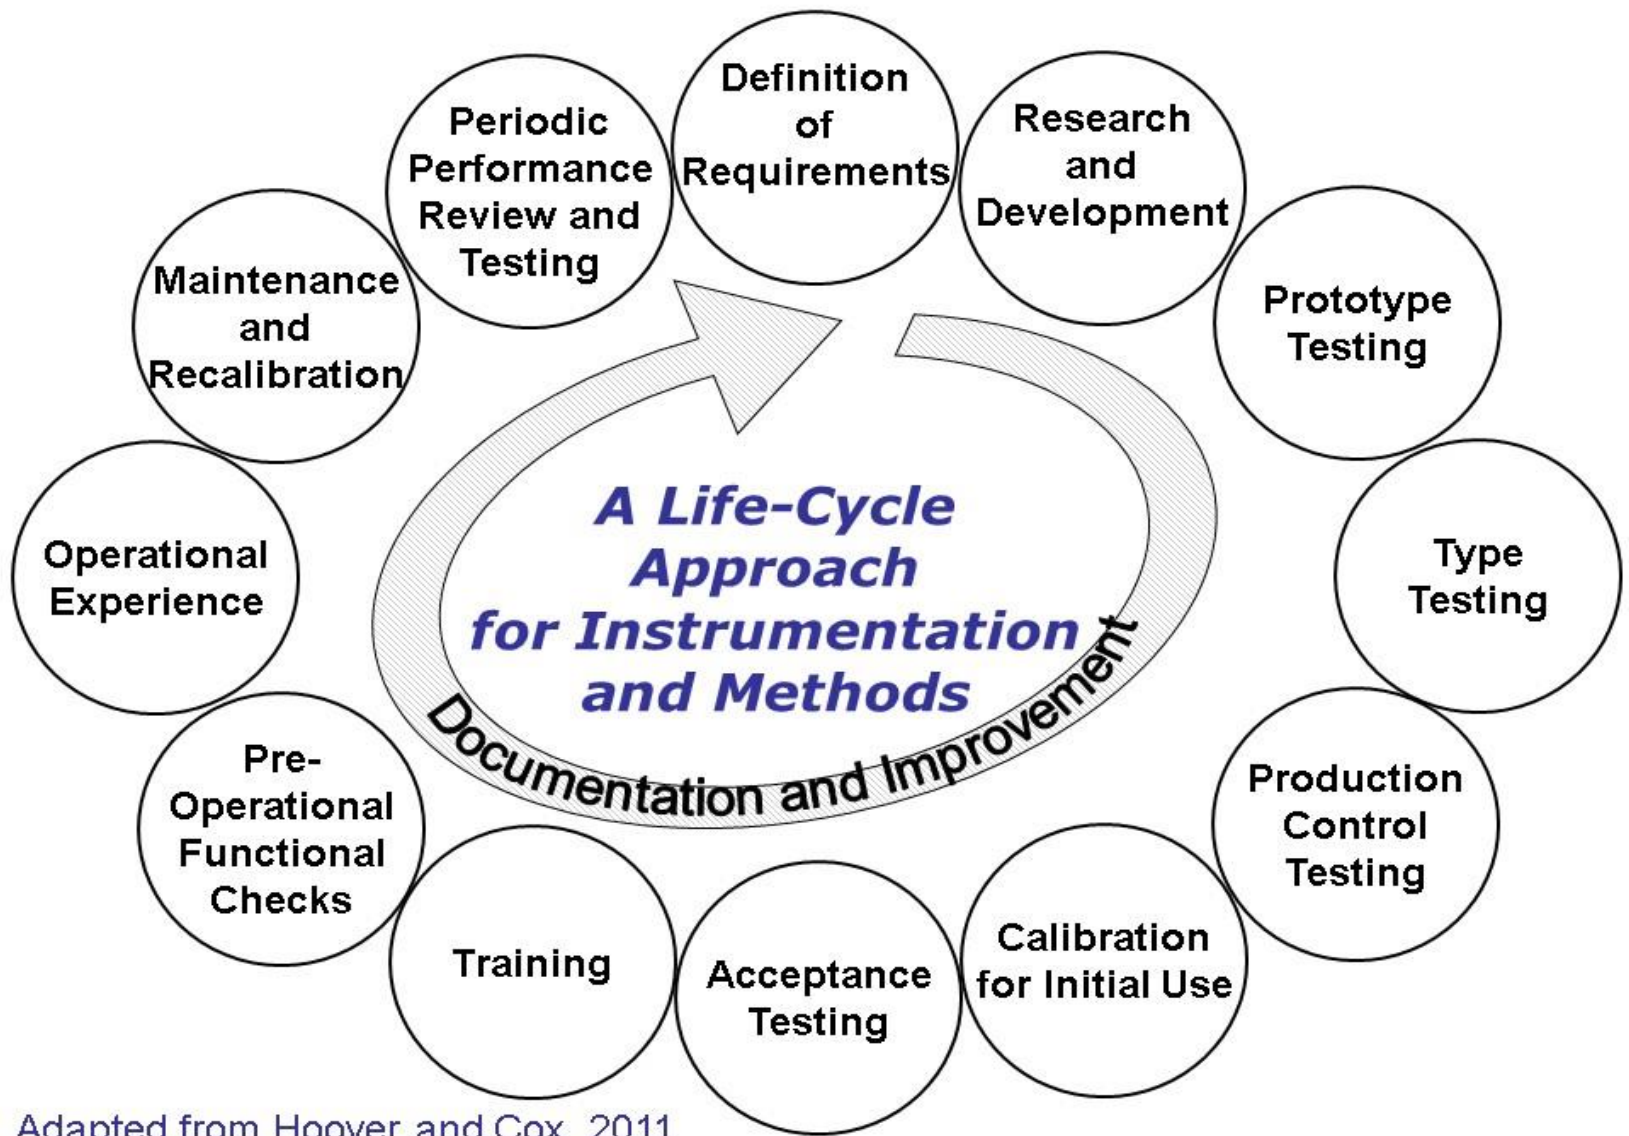 Definition
of
Requirements
Research
and
Development
Prototype
Testing
Type
Testing
Production
Control
Testing
Calibration
for Initial Use
Acceptance
Testing
Training
Pre-
Operational
Functional
Checks
Operational
Experience
Maintenance
and
Recalibration
Periodic
Performance
Review and
Testing
A Life-Cycle
Approach
for Instrumentation
and Methods
Documentation and Improvement
Adapted from Hoover and Cox, 2011